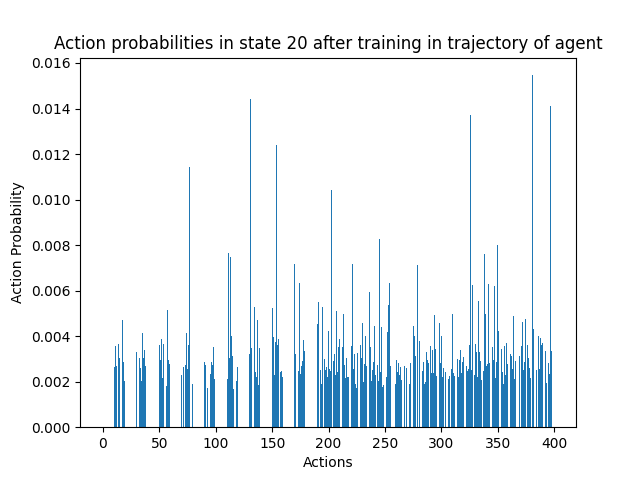 Action probabilities in state 20 after training in trajectory of agent
0.016
0.014
0.012
0.010
0.008
0.006
0.004
0.002
0.000
Action Probability
0 50 100 150 200 250 300 350 400
Actions